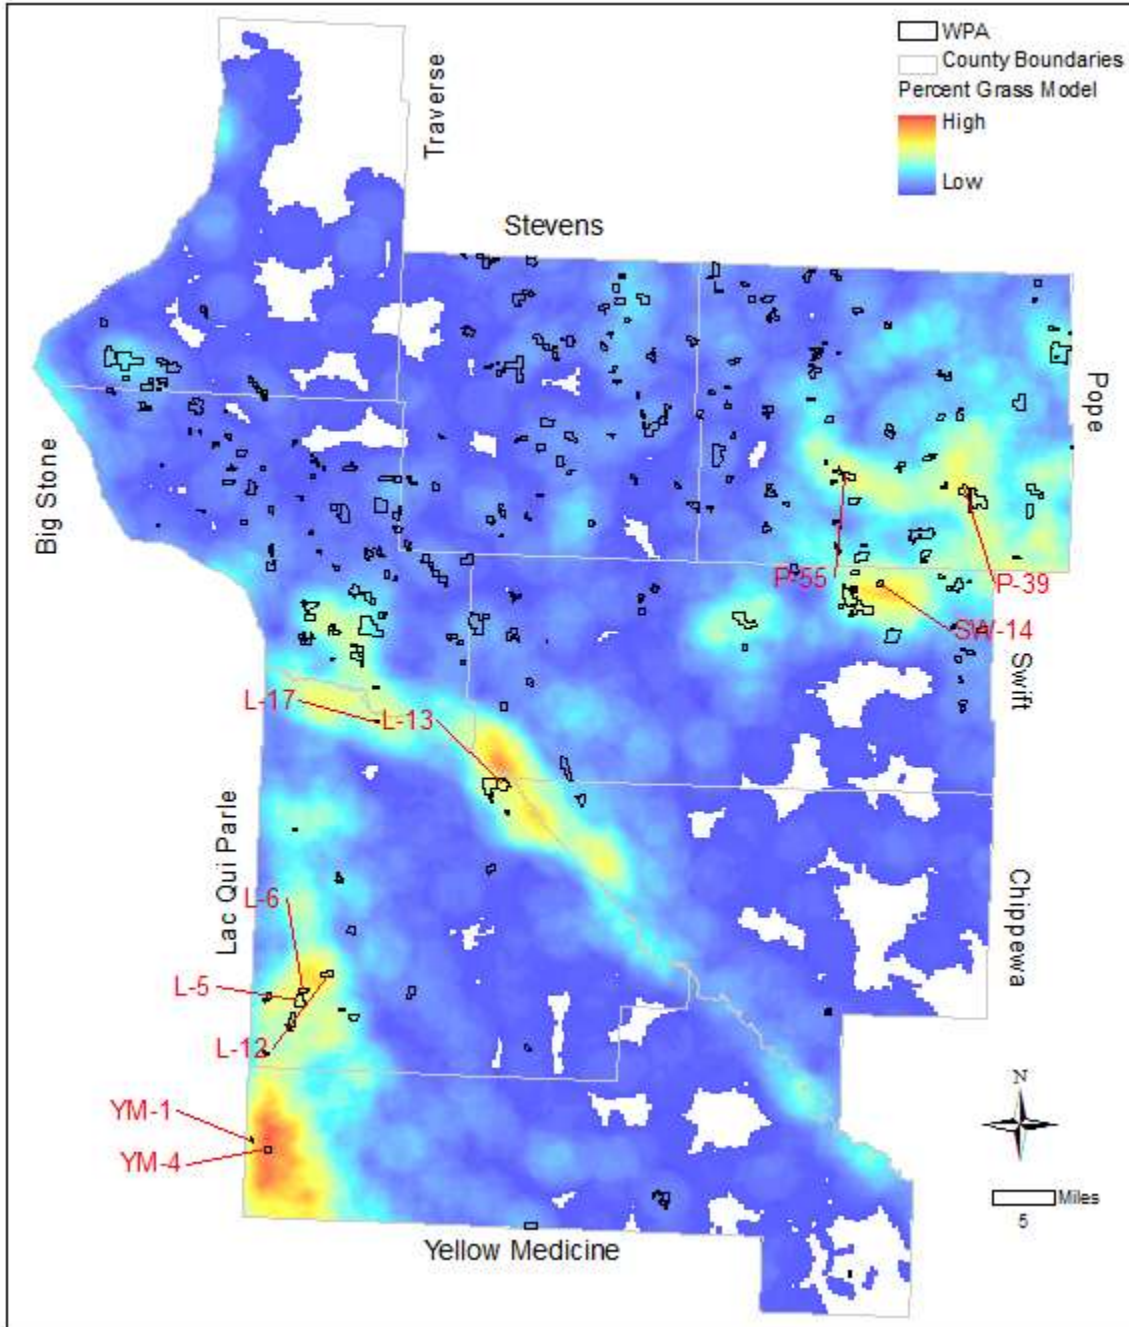 WPA
County Boundaries
Percent Grass Model
High
Low
Traverse
Stevens
Pope
Big Stone
P-55
P-39
SW-14
Swift
L-17
L-13
Lac Qui Parle
L-6
Chippewa
L-5
L-12
YM-1
YM-4
N
Miles
5
Yellow Medicine